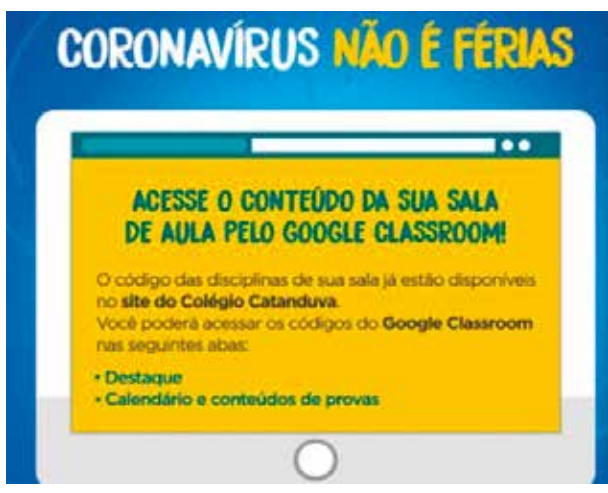 CORONAVÍRUS NÃO É FÉRIAS
ACESSE O CONTEÚDO DA SUA SALA
DE AULA PELO GOOGLE CLASSROOM!
O código das disciplinas de sua sala já estão disponíveis
no site do Colégio Catanduva.
Você poderá acessar os códigos do Google Classroom
nas seguintes abas:
• Destaque
• Calendário e conteúdos de provas